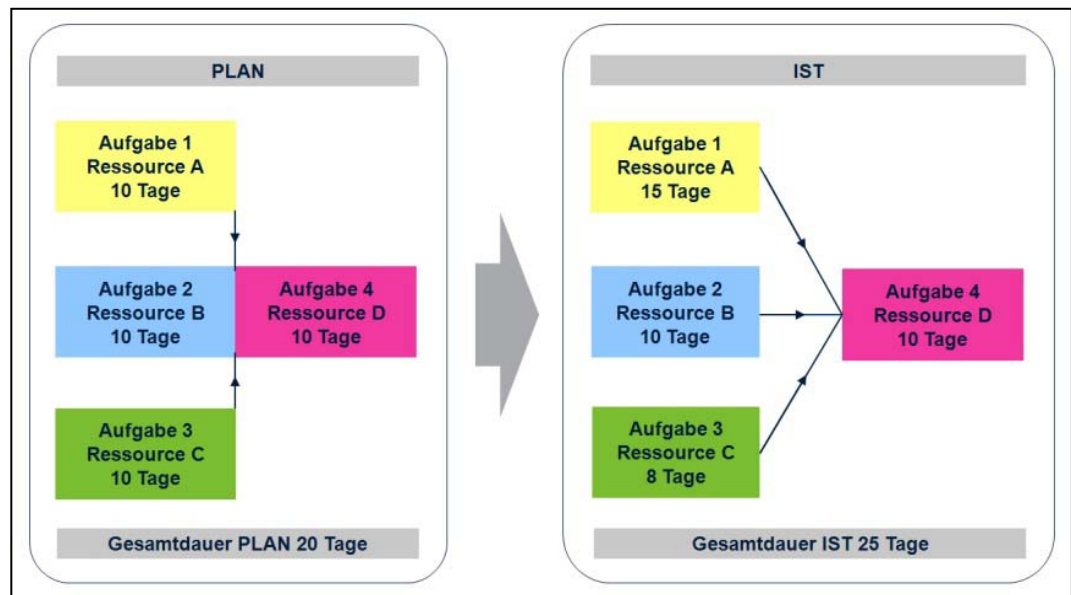 PLAN
Aufgabe 1
Ressource A
10 Tage
Aufgabe 2
Ressource B
10 Tage
Aufgabe 4
Ressource D
10 Tage
Aufgabe 3
Ressource C
10 Tage
Gesamtdauer PLAN 20 Tage
IST
Aufgabe 1
Ressource A
15 Tage
Aufgabe 2
Ressource B
10 Tage
Aufgabe 4
Ressource D
10 Tage
Aufgabe 3
Ressource C
8 Tage
Gesamtdauer IST 25 Tage